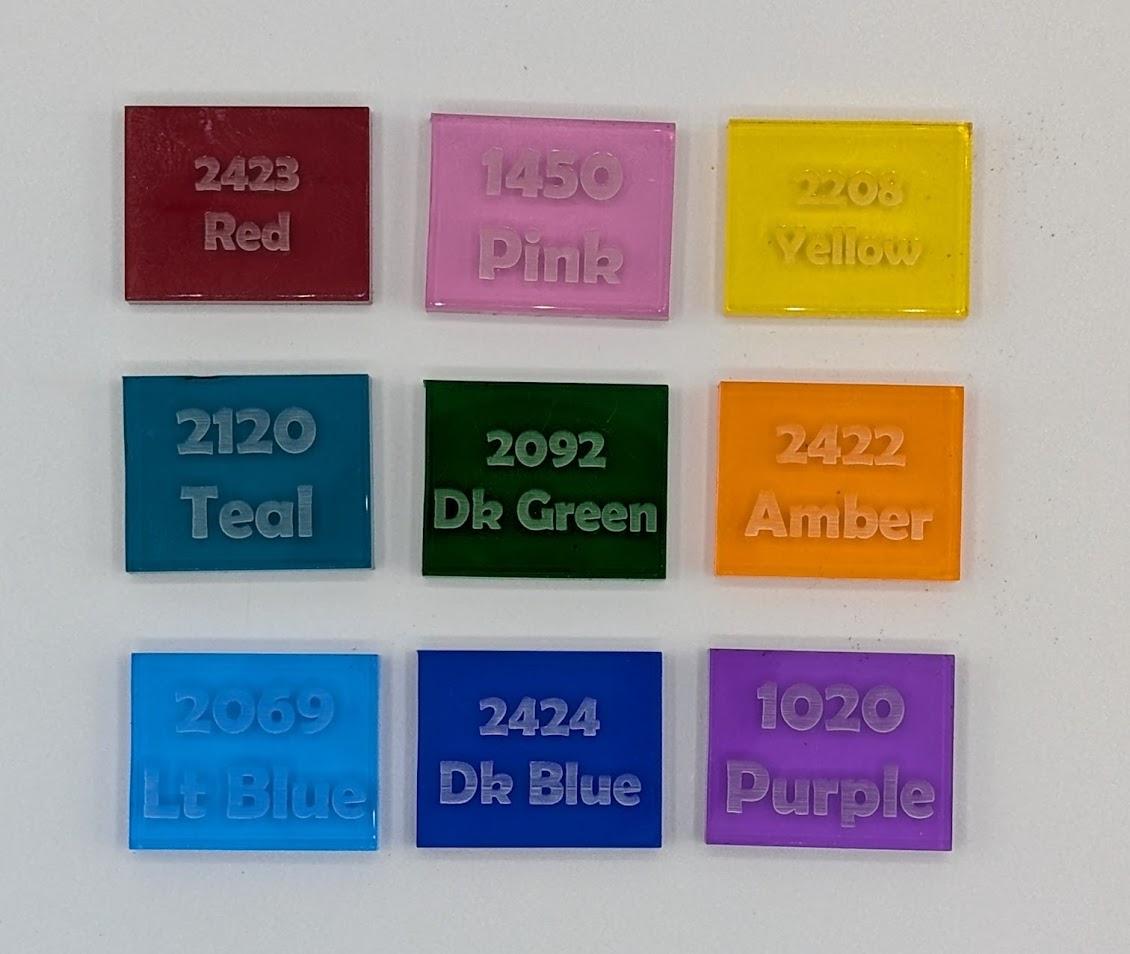 2423
Red
1450
Pink
2208
Yellow
2120
Teal
2092
Dk Green
2422
Amber
2069
Lt Blue
2424
Dk Blue
1020
Purple